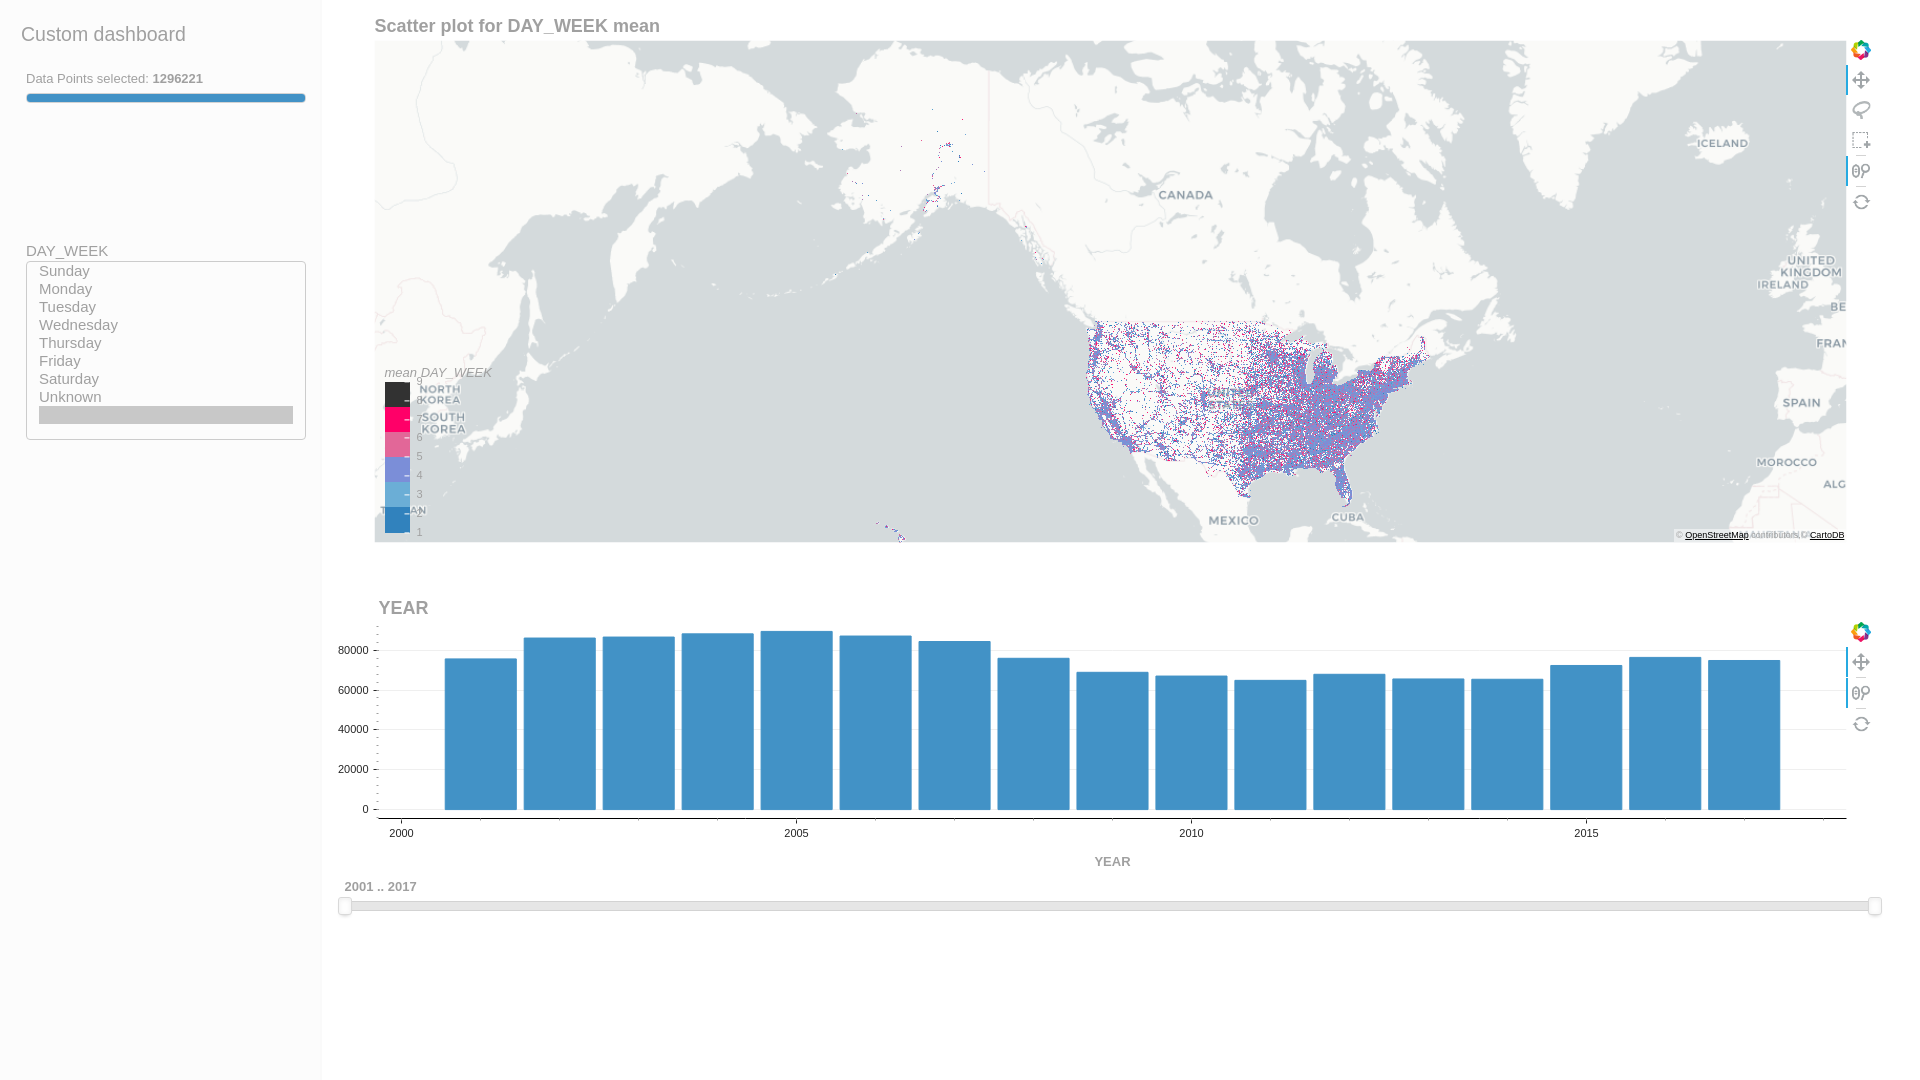 Custom dashboard
Data Points selected: 1296221
DAY_WEEK
Sunday
Monday
Tuesday
Wednesday
Thursday
Friday
Saturday
Unknown
Scatter plot for DAY_WEEK mean
ICELAND
CANADA
UNITED
KINGDOM
IRELAND
BE
FRAN
SPAIN
MOROCCO
ALG
MEXICO
CUBA
NORTH
KOREA
SOUTH
KOREA
mean DAY_WEEK
9
8
7
6
5
4
3
2
1
© OpenStreetMap contributors, © CartoDB
YEAR
80000
60000
40000
20000
0
2000
2005
2010
2015
YEAR
2001 .. 2017